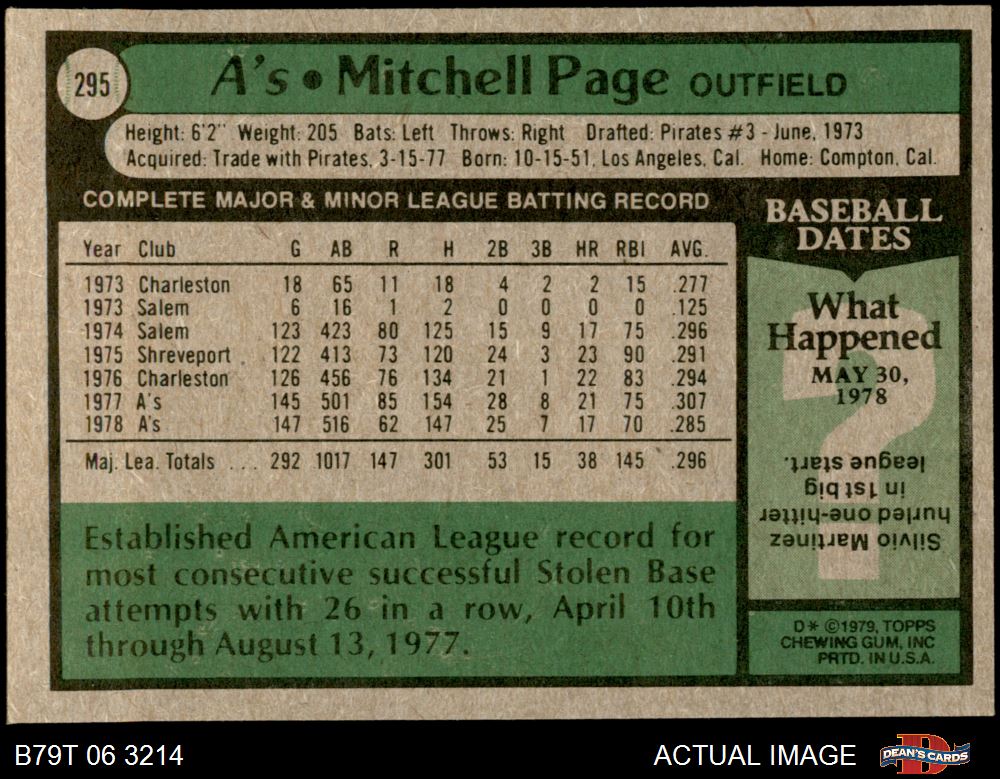 295
A's • Mitchell Page OUTFIELD
Height: 6'2" Weight: 205 Bats: Left Throws: Right Drafted: Pirates #3 - June, 1973
Acquired: Trade with Pirates, 3-15-77 Born: 10-15-51, Los Angeles, Cal. Home: Compton, Cal.
COMPLETE MAJOR & MINOR LEAGUE BATTING RECORD
Year Club G AB R H 2B 3B HR RBI AVG.
1973 Charleston 18 65 11 18 4 2 2 15 .277
1973 Salem 6 16 1 2 0 0 0 0 .125
1974 Salem 123 423 80 125 15 9 17 75 .296
1975 Shreveport 122 413 73 120 24 3 23 90 .291
1976 Charleston 126 456 76 134 21 1 22 83 .294
1977 A's 145 501 85 154 28 8 21 75 .307
1978 A's 147 516 62 147 25 7 17 70 .285
Maj. Lea. Totals ... 292 1017 147 301 53 15 38 145 .296
Established American League record for
most consecutive successful Stolen Base
attempts with 26 in a row, April 10th
through August 13, 1977.
BASEBALL
DATES
What
Happened
MAY 30,
1978
?
Silvio Martinez
hurled one-hitter
in 1st big
league start.
D* ©1979, TOPPS
CHEWING GUM, INC
PRTD. IN U.S.A.
B79T 06 3214
ACTUAL IMAGE
D
DEAN'S CARDS